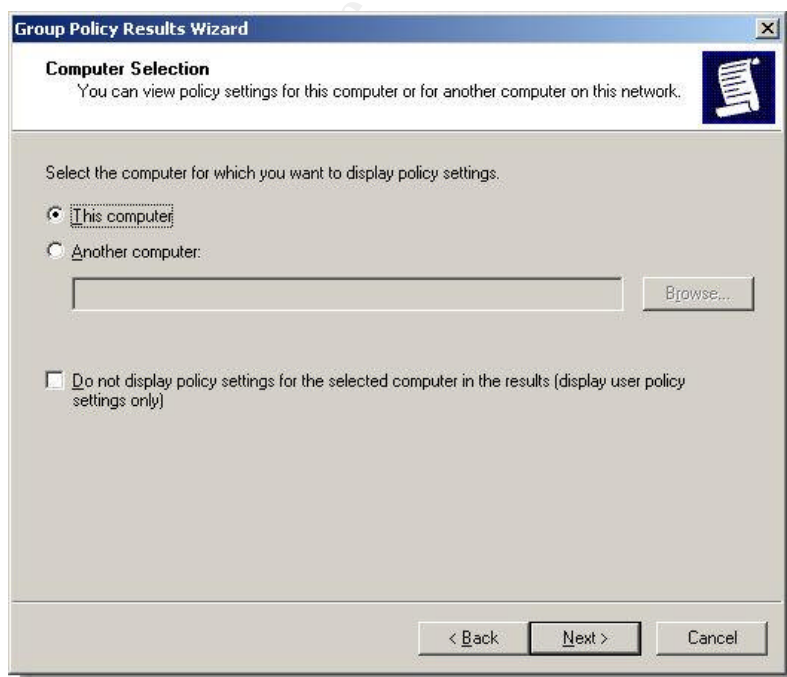 Group Policy Results Wizard
Computer Selection
You can view policy settings for this computer or for another computer on this network.
Select the computer for which you want to display policy settings.
This computer
Another computer:
Browse...
Do not display policy settings for the selected computer in the results (display user policy
settings only)
< Back
Next >
Cancel